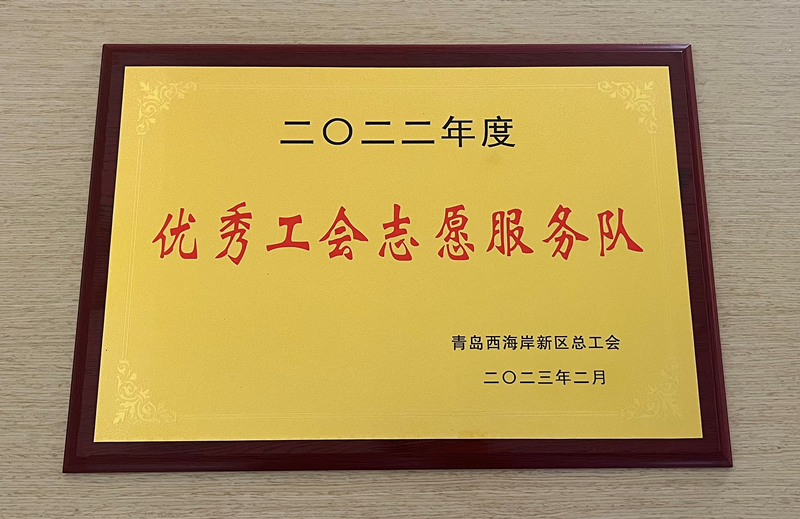 二〇二二年度
优秀工会志愿服务队
青岛西海岸新区总工会
二〇二三年二月